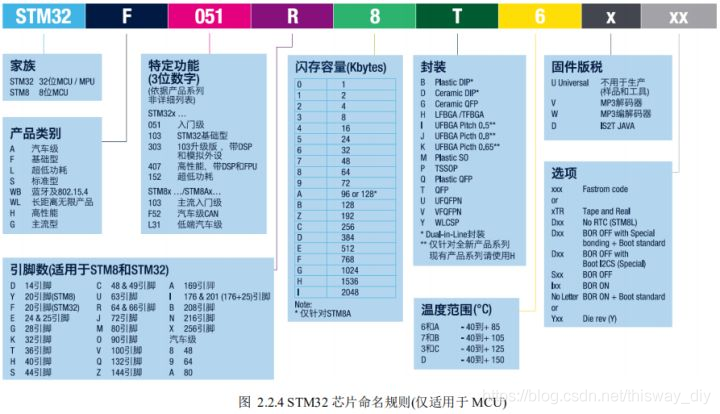 STM32 F 051 R 8 T 6 x xx
家族
STM32 32位MCU / MPU
STM8 8位MCU
产品类别
A 汽车级
F 基础型
L 超低功耗
S 标准型
WB 蓝牙及802.15.4
WL 长距离无限产品
H 高性能
G 主流型
特定功能
(3位数字)
(依据产品系列
非详细列表)
STM32x ...
051 入门级
103 STM32基础型
303 103升级版,带DSP
和模拟外设
407 高性能,带DSP和FPU
152 超低功耗
STM8x .../STM8Ax...
103 主流入门级
F52 汽车级CAN
L31 低端汽车级
引脚数(适用于STM8和STM32)
D 14引脚
Y 20引脚(STM8)
F 20引脚(STM32)
E 24 & 25引脚
G 28引脚
K 32引脚
T 36引脚
H 40引脚
S 44引脚
C 48 & 49引脚
U 63引脚
R 64 & 66引脚
J 72引脚
M 80引脚
O 90引脚
V 100引脚
Q 132引脚
Z 144引脚
A 169引脚
I 176 & 201 (176+25)引脚
B 208引脚
N 216引脚
X 256引脚
汽车级
8 48
9 64
A 80
闪存容量(Kbytes)
0 1
1 2
2 4
3 8
4 16
5 24
6 32
7 48
8 64
9 72
A 96 or 128*
B 128
Z 192
C 256
D 384
E 512
F 768
G 1024
H 1536
I 2048
Note:
* 仅针对STM8A
封装
B Plastic DIP*
D Ceramic DIP*
G Ceramic QFP
H LFBGA /TFBGA
I UFBGA Pitch 0.5**
J UFBGA Pitch 0.8**
K UFBGA Picth 0.65**
M Plastic SO
P TSSOP
Q Plastic QFP
T QFP
U UFQFPN
V VFQFPN
Y WLCSP
* Dual-in-Line封装
** 仅针对全新产品系列
现有产品系列请使用H
温度范围(°C)
6和A - 40到+ 85
7和B - 40到+ 105
3和C - 40到+ 125
D - 40到+ 150
固件版税
U Universal 不用于生产
(样品和工具)
V MP3解码器
W MP3编解码器
D IS2T JAVA
选项
xxx Fastrom code
or
xTR Tape and Real
Dxx No RTC (STM8L)
Dxx BOR OFF with Special
bonding + Boot standard
Dxx BOR OFF with
Boot I2CS (Special)
Sxx BOR OFF
Ixx BOR ON
No Letter BOR ON + Boot standard
or
Yxx Die rev (Y)
图 2.2.4 STM32 芯片命名规则(仅适用于 MCU)
https://blog.csdn.net/thisway_diy